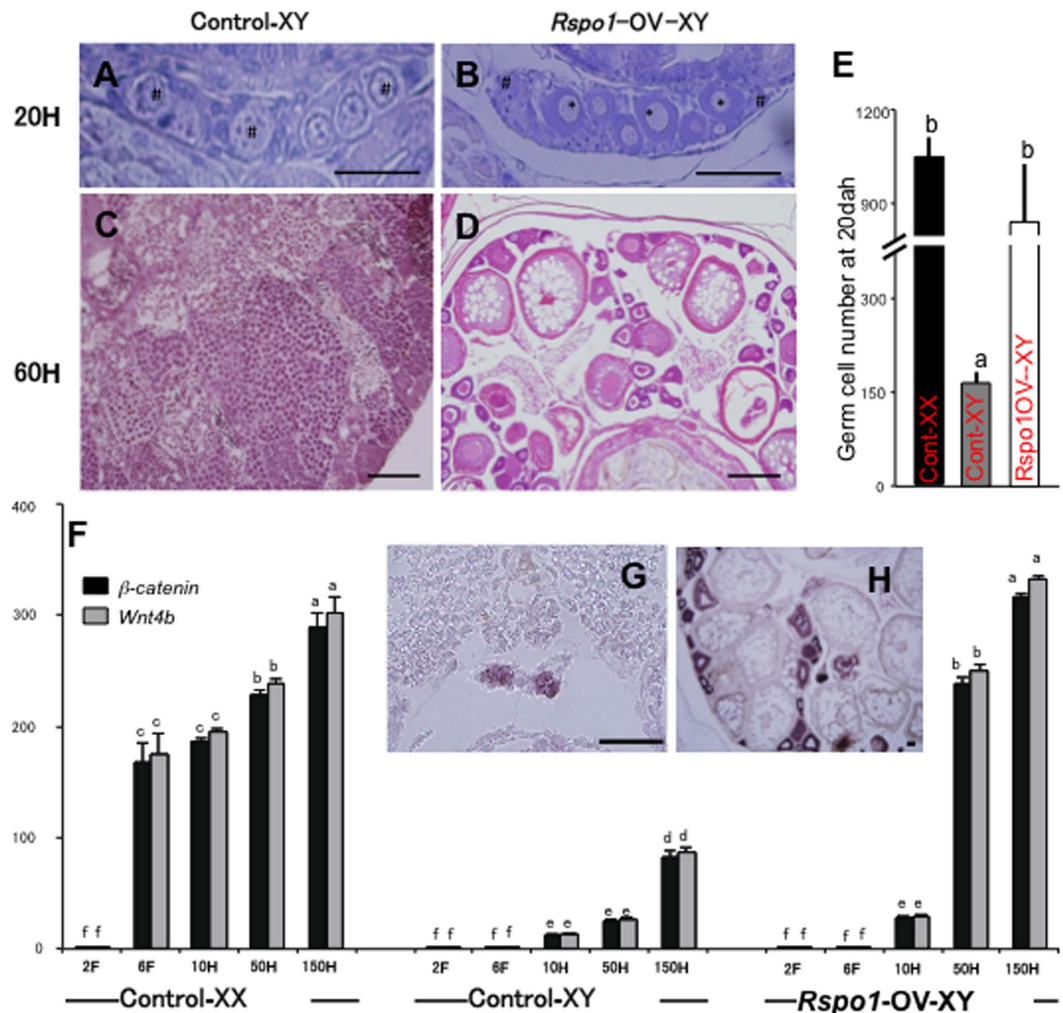 Control-XY
Rspo1-OV-XY
20H
60H
A
#
#
#
B
#
*
*
*
#
C
D
E
Germ cell number at 20dah
1200
900
300
150
0
b
a
b
Cont-XX
Cont-XY
Rspo1OV-XY
F
400
300
200
100
0
β-catenin
Wnt4b
G
H
f f
c c
c c
b b
a a
f f
f f
e e
e e
d d
f f
f f
e e
b b
a a
2F 6F 10H 50H 150H
2F 6F 10H 50H 150H
2F 6F 10H 50H 150H
Control-XX
Control-XY
Rspo1-OV-XY